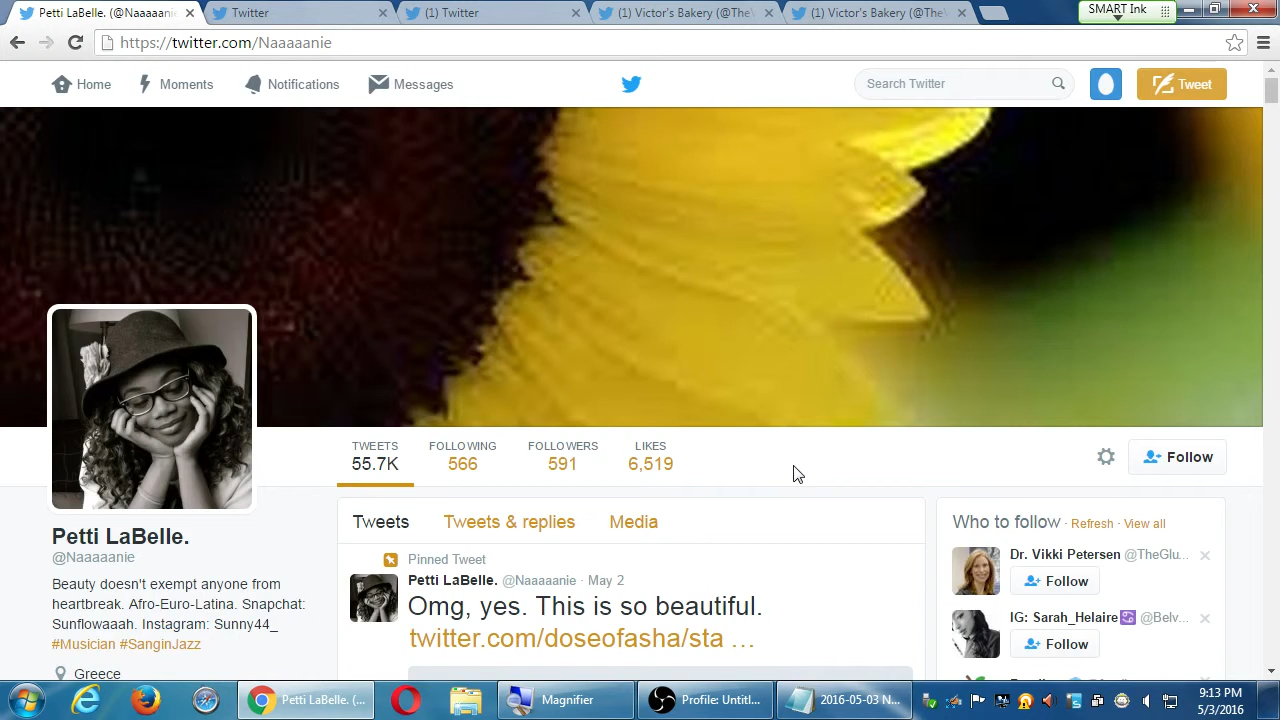 Petti LaBelle. (@Naaaaani
Twitter
(1) Twitter
(1) Victor's Bakery (@The
(1) Victor's Bakery (@The
SMART Ink
https://twitter.com/Naaaaanie
Home
Moments
Notifications
Messages
Search Twitter
Tweet
TWEETS
55.7K
FOLLOWING
566
FOLLOWERS
591
LIKES
6,519
Follow
Petti LaBelle.
@Naaaaanie
Beauty doesn't exempt anyone from
heartbreak. Afro-Euro-Latina. Snapchat:
Sunflowaaah. Instagram: Sunny44_
#Musician #SanginJazz
Greece
Tweets
Tweets & replies
Media
Pinned Tweet
Petti LaBelle. @Naaaaanie · May 2
Omg, yes. This is so beautiful.
twitter.com/doseofasha/sta …
Who to follow · Refresh · View all
Dr. Vikki Petersen @TheGlu...
Follow
IG: Sarah_Helaire♋ @Belv...
Follow
Petti LaBelle. (...
Magnifier
Profile: Untitl...
2016-05-03 N...
9:13 PM
5/3/2016